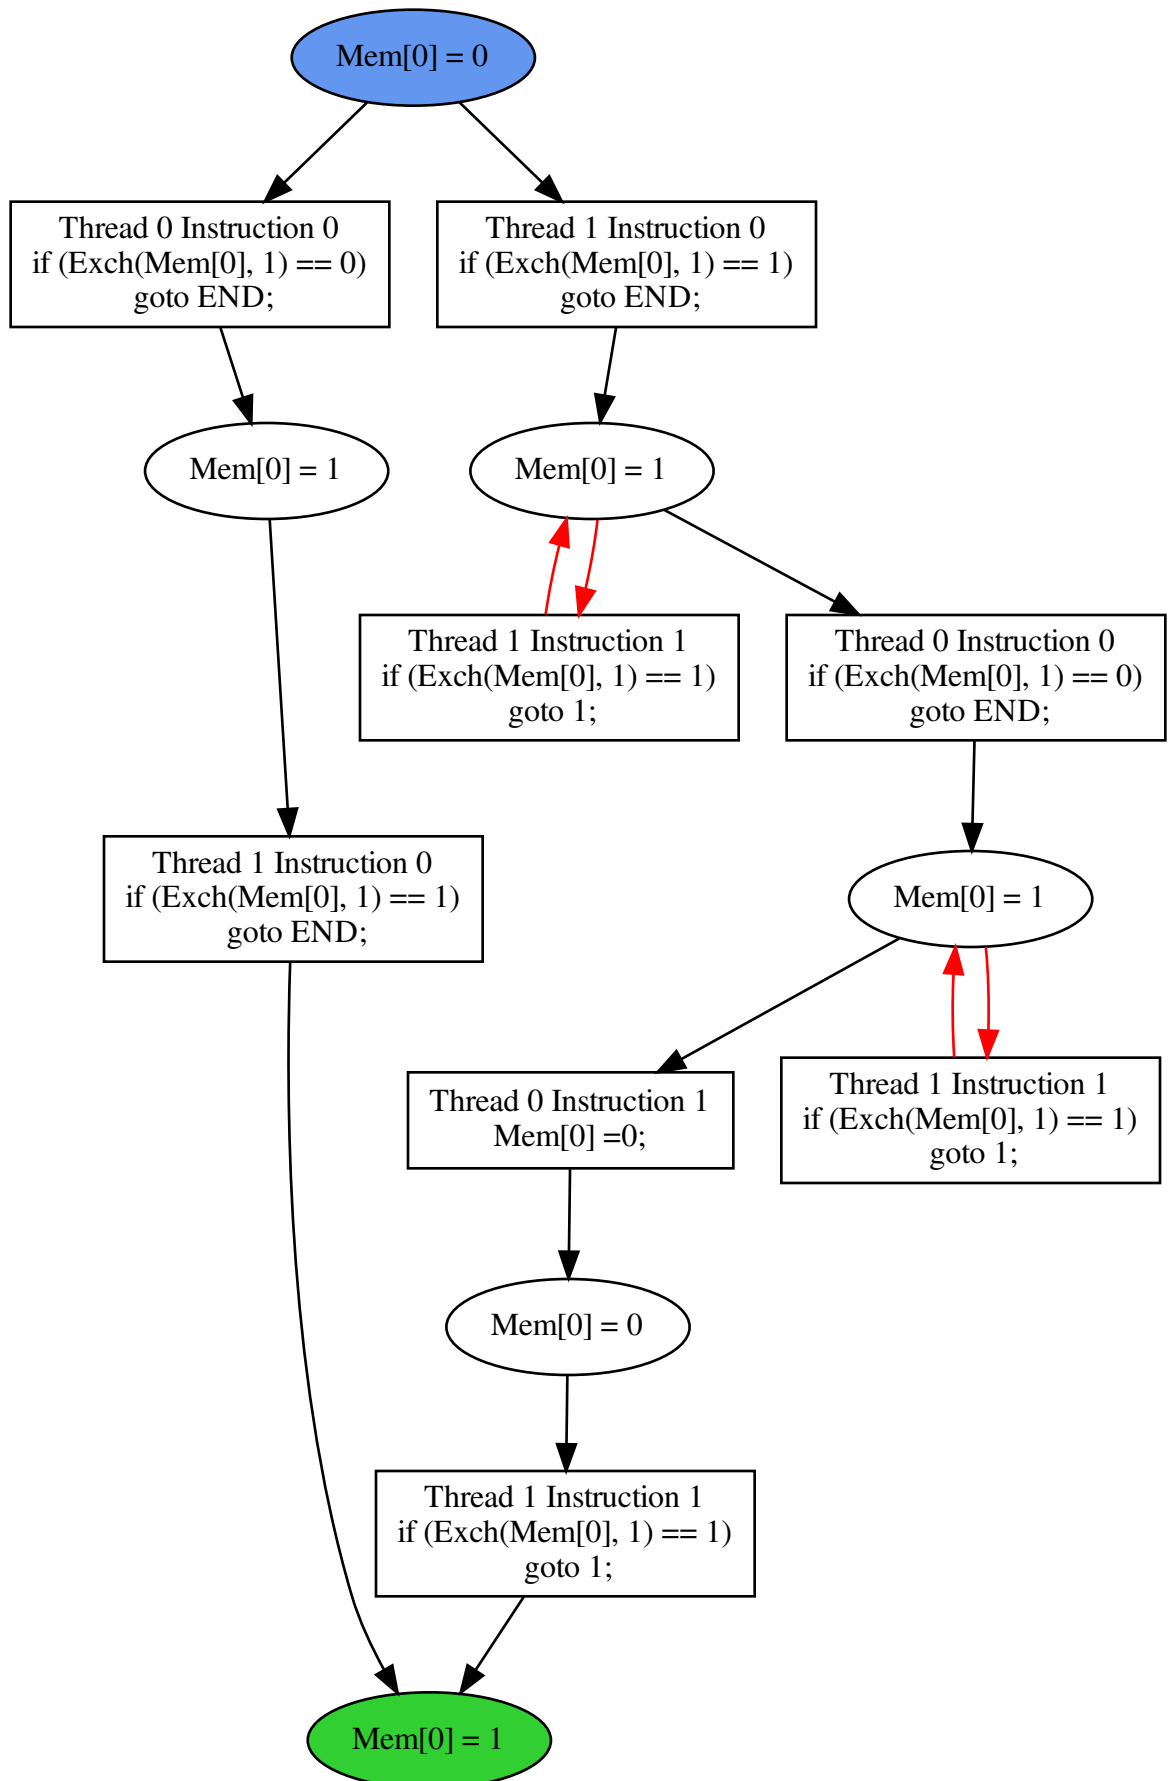 Mem[0] = 0
Thread 0 Instruction 0
if (Exch(Mem[0], 1) == 0)
goto END;
Thread 1 Instruction 0
if (Exch(Mem[0], 1) == 1)
goto END;
Mem[0] = 1
Mem[0] = 1
Thread 1 Instruction 1
if (Exch(Mem[0], 1) == 1)
goto 1;
Thread 0 Instruction 0
if (Exch(Mem[0], 1) == 0)
goto END;
Thread 1 Instruction 0
if (Exch(Mem[0], 1) == 1)
goto END;
Mem[0] = 1
Thread 0 Instruction 1
Mem[0] =0;
Thread 1 Instruction 1
if (Exch(Mem[0], 1) == 1)
goto 1;
Mem[0] = 0
Thread 1 Instruction 1
if (Exch(Mem[0], 1) == 1)
goto 1;
Mem[0] = 1